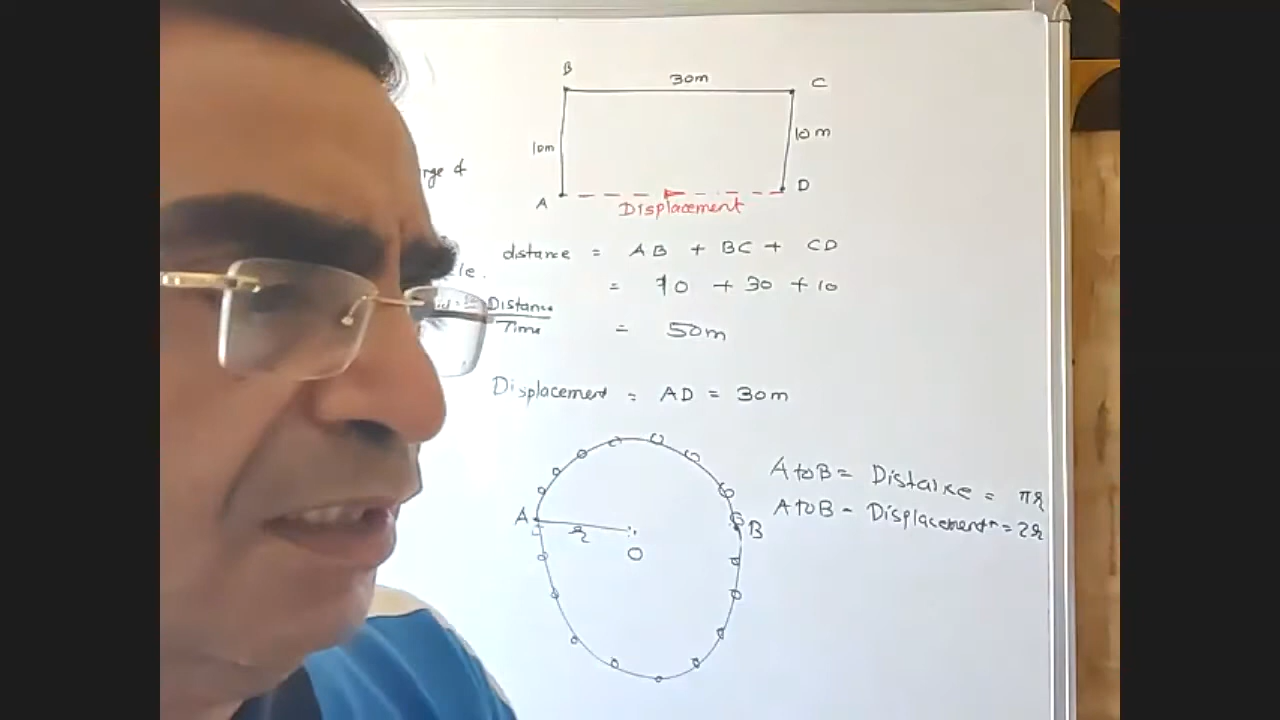 B
30m
C
10m
10m
A
D
Displacement
distance = AB + BC + CD
= 10 + 30 + 10
Distance
Time
= 50m
Displacement = AD = 30m
A
r
O
B
A to B = Distance = πr
A to B - Displacement = 2r